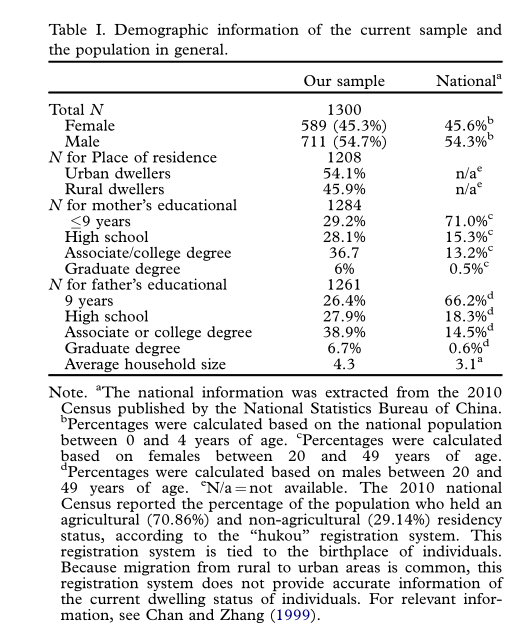 Table I. Demographic information of the current sample and
the population in general.
Our sample Nationalᵃ
Total N 1300
Female 589 (45.3%) 45.6%ᵇ
Male 711 (54.7%) 54.3%ᵇ
N for Place of residence 1208
Urban dwellers 54.1% n/aᵉ
Rural dwellers 45.9% n/aᵉ
N for mother's educational 1284
≤9 years 29.2% 71.0%ᶜ
High school 28.1% 15.3%ᶜ
Associate/college degree 36.7 13.2%ᶜ
Graduate degree 6% 0.5%ᶜ
N for father's educational 1261
9 years 26.4% 66.2%ᵈ
High school 27.9% 18.3%ᵈ
Associate or college degree 38.9% 14.5%ᵈ
Graduate degree 6.7% 0.6%ᵈ
Average household size 4.3 3.1ᵃ
Note. ᵃThe national information was extracted from the 2010
Census published by the National Statistics Bureau of China.
ᵇPercentages were calculated based on the national population
between 0 and 4 years of age. ᶜPercentages were calculated
based on females between 20 and 49 years of age.
ᵈPercentages were calculated based on males between 20 and
49 years of age. ᵉN/a = not available. The 2010 national
Census reported the percentage of the population who held an
agricultural (70.86%) and non-agricultural (29.14%) residency
status, according to the “hukou” registration system. This
registration system is tied to the birthplace of individuals.
Because migration from rural to urban areas is common, this
registration system does not provide accurate information of
the current dwelling status of individuals. For relevant infor-
mation, see Chan and Zhang (1999).